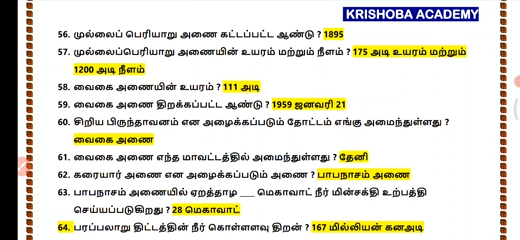 KRISHOBA ACADEMY
56. முல்லைப் பெரியாறு அணை கட்டப்பட்ட ஆண்டு ? 1895
57. முல்லைப்பெரியாறு அணையின் உயரம் மற்றும் நீளம் ? 175 அடி உயரம் மற்றும்
1200 அடி நீளம்
58. வைகை அணையின் உயரம் ? 111 அடி
59. வைகை அணை திறக்கப்பட்ட ஆண்டு ? 1959 ஜனவரி 21
60. சிறிய பிருந்தாவனம் என அழைக்கப்படும் தோட்டம் எங்கு அமைந்துள்ளது ?
வைகை அணை
61. வைகை அணை எந்த மாவட்டத்தில் அமைந்துள்ளது ? தேனி
62. கரையார் அணை என அழைக்கப்படும் அணை ? பாபநாசம் அணை
63. பாபநாசம் அணையில் ஏறத்தாழ ___ மெகாவாட் நீர் மின்சக்தி உற்பத்தி
செய்யப்படுகிறது ? 28 மெகாவாட்
64. பரப்பலாறு திட்டத்தின் நீர் கொள்ளளவு திறன் ? 167 மில்லியன் கனஅடி